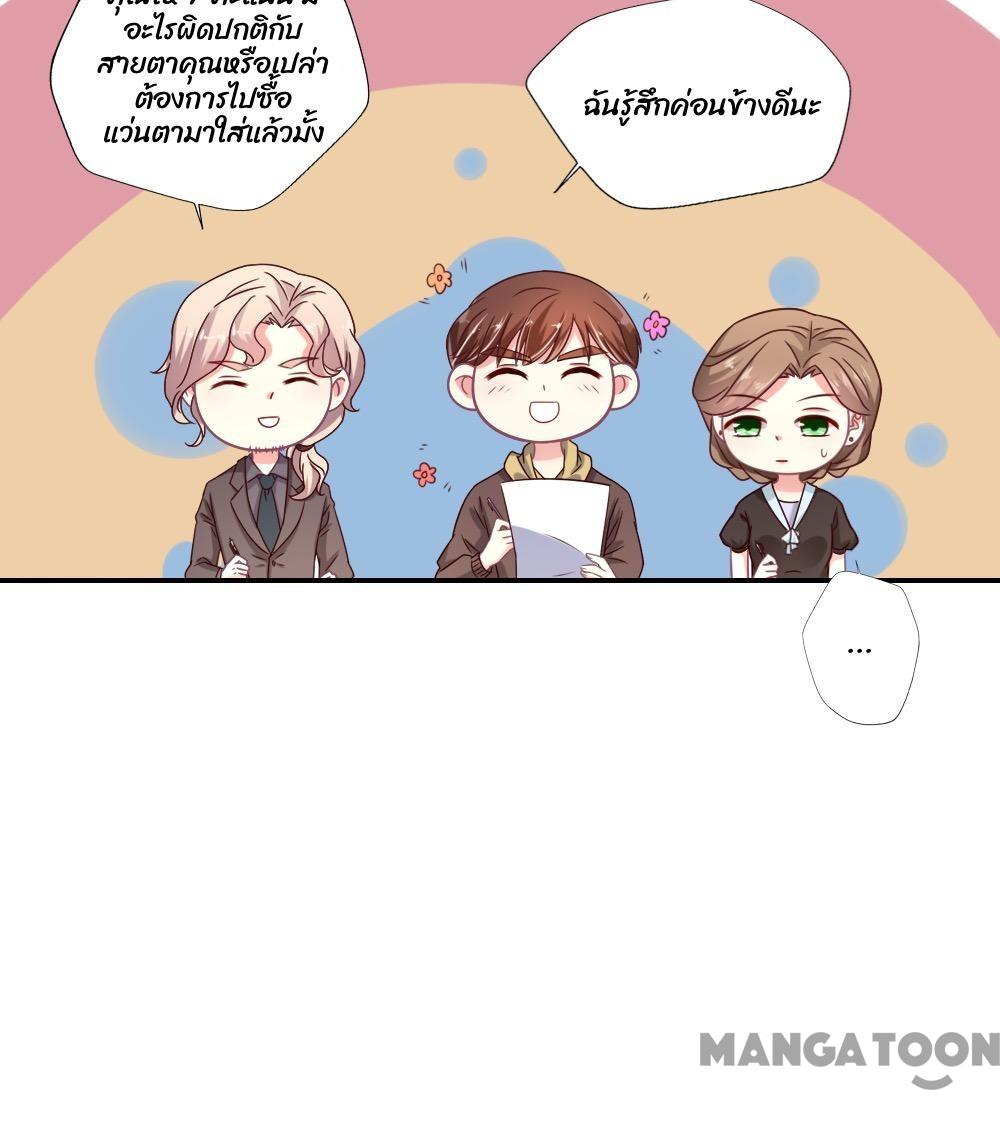 อะไรผิดปกติกับ
สายตาคุณหรือเปล่า
ต้องการไปซื้อ
แว่นตามาใส่แล้วมั้ง
ฉันรู้สึกค่อนข้างดีนะ
...
MANGATOON